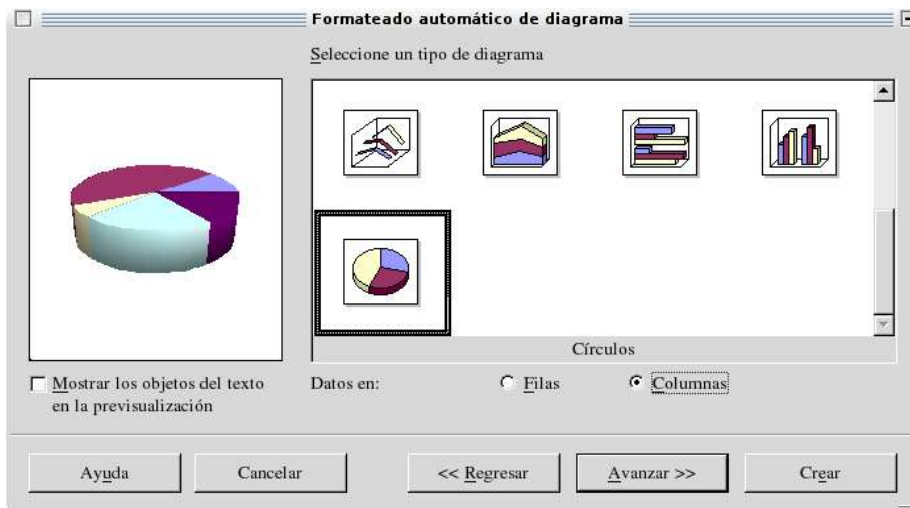 Formateado automático de diagrama
Seleccione un tipo de diagrama
Círculos
Mostrar los objetos del texto
en la previsualización
Datos en:
Filas
Columnas
Ayuda
Cancelar
<< Regresar
Avanzar >>
Crear